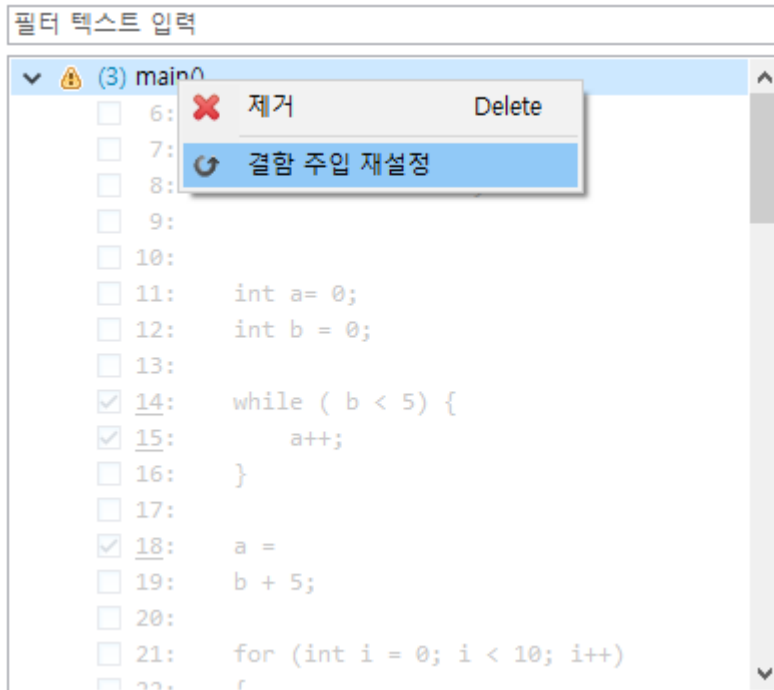 필터 텍스트 입력
(3) main()
6:
제거 Delete
7:
결함 주입 재설정
8:
9:
10:
11: int a= 0;
12: int b = 0;
13:
14: while ( b < 5) {
15: a++;
16: }
17:
18: a =
19: b + 5;
20:
21: for (int i = 0; i < 10; i++)
22: {